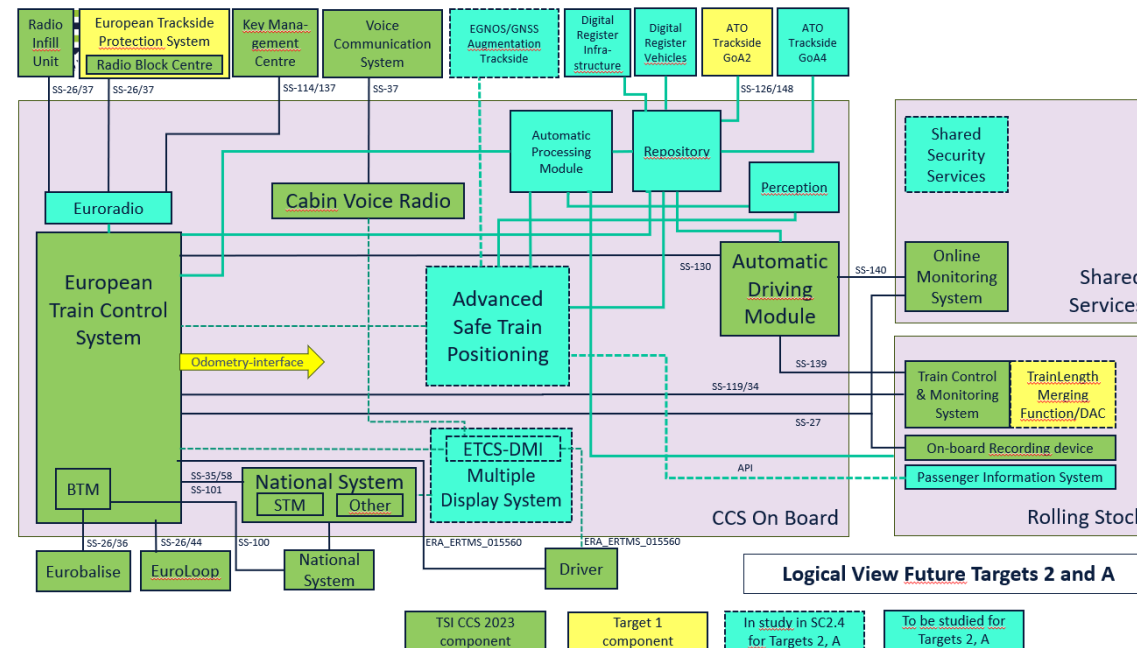 Radio
Infill
Unit
European Trackside
Protection System
Radio Block Centre
Key Mana-
gement
Centre
Voice
Communication
System
EGNOS/GNSS
Augmentation
Trackside
Digital
Register
Infra-
structure
Digital
Register
Vehicles
ATO
Trackside
GoA2
ATO
Trackside
GoA4
SS-26/37
SS-26/37
SS-114/137
SS-37
SS-126/148
Automatic
Processing
Module
Repository
Perception
Shared
Security
Services
Euroradio
Cabin Voice Radio
European
Train Control
System
Advanced
Safe Train
Positioning
SS-130
Automatic
Driving
Module
SS-140
Online
Monitoring
System
Shared
Services
Odometry-interface
SS-139
SS-119/34
SS-27
Train Control
& Monitoring
System
TrainLength
Merging
Function/DAC
On-board Recording device
Passenger Information System
API
ETCS-DMI
Multiple
Display System
BTM
SS-35/58
SS-101
National System
STM
Other
CCS On Board
Rolling Stock
SS-26/36
SS-26/44
SS-100
ERA_ERTMS_015560
ERA_ERTMS_015560
Eurobalise
EuroLoop
National
System
Driver
Logical View Future Targets 2 and A
TSI CCS 2023
component
Target 1
component
In study in SC2.4
for Targets 2, A
To be studied for
Targets 2, A